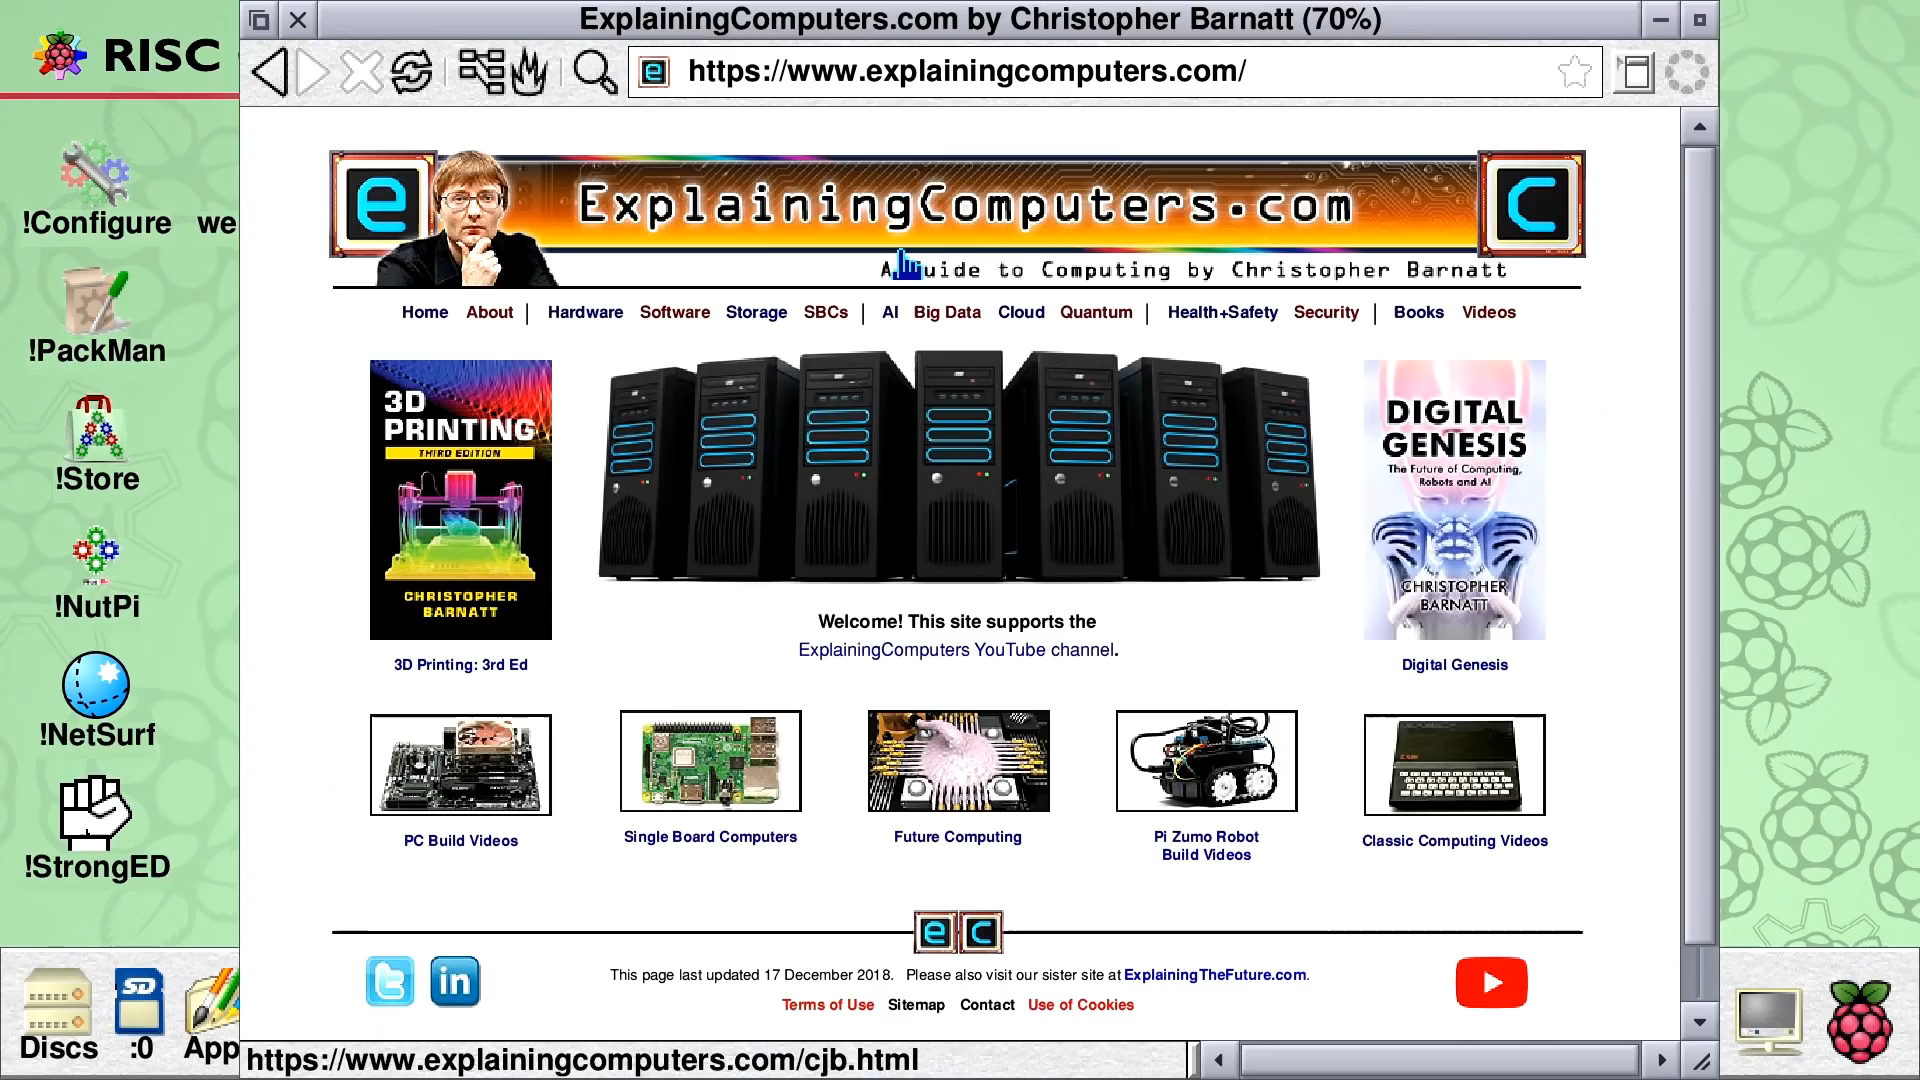 ExplainingComputers.com by Christopher Barnatt (70%)
RISC
https://www.explainingcomputers.com/
!Configure
we
!PackMan
!Store
!NutPi
!NetSurf
!StrongED
e
ExplainingComputers.com
c
A Guide to Computing by Christopher Barnatt
Home About | Hardware Software Storage SBCs | AI Big Data Cloud Quantum | Health+Safety Security | Books Videos
3D
PRINTING
THIRD EDITION
CHRISTOPHER
BARNATT
3D Printing: 3rd Ed
Welcome! This site supports the
ExplainingComputers YouTube channel.
DIGITAL
GENESIS
The Future of Computing,
Robots and AI
CHRISTOPHER
BARNATT
Digital Genesis
PC Build Videos
Single Board Computers
Future Computing
Pi Zumo Robot
Build Videos
Classic Computing Videos
e c
in
This page last updated 17 December 2018. Please also visit our sister site at ExplainingTheFuture.com.
Terms of Use Sitemap Contact Use of Cookies
SD
Discs
:0
App
https://www.explainingcomputers.com/cjb.html